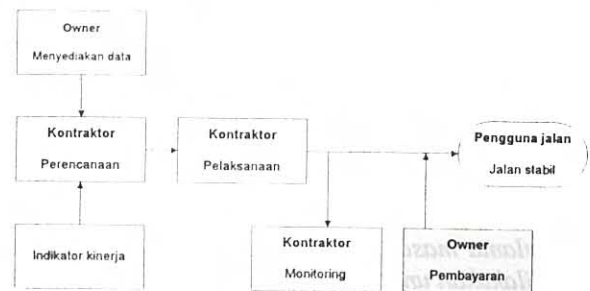 Owner
Menyediakan data
Kontraktor
Perencanaan
Kontraktor
Pelaksanaan
Pengguna jalan
Jalan stabil
Indikator kinerja
Kontraktor
Monitoring
Owner
Pembayaran